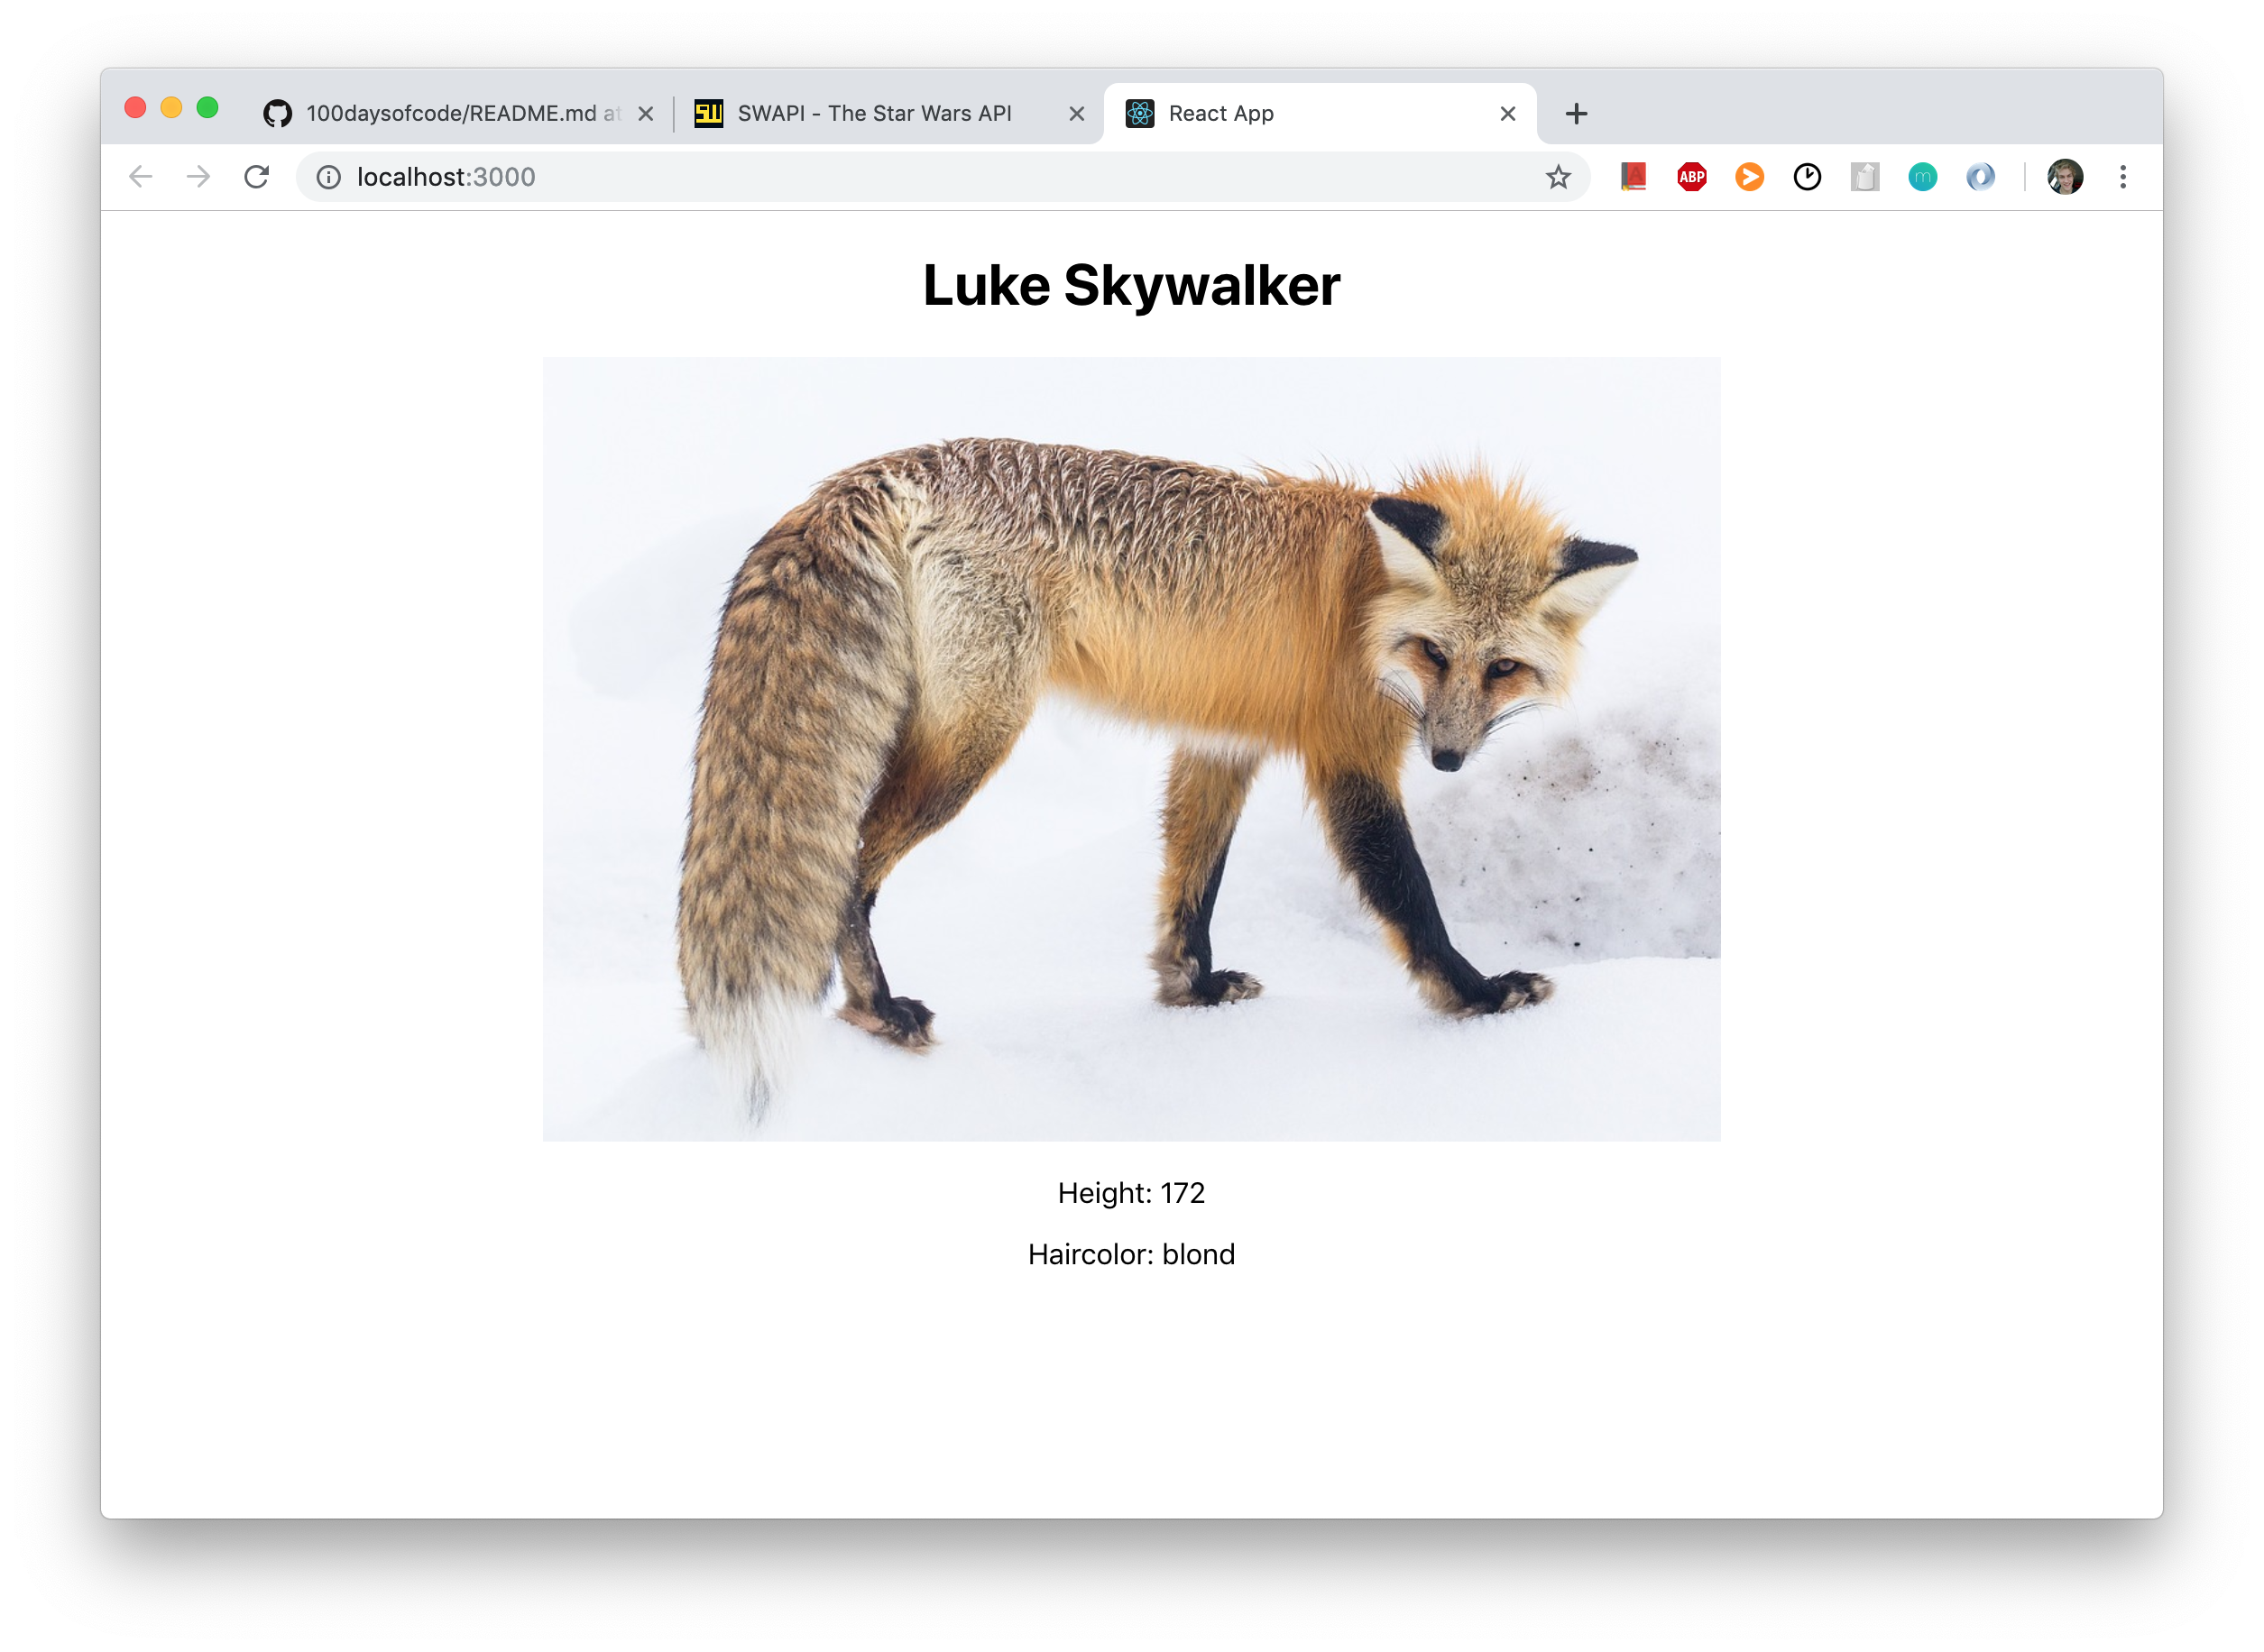 100daysofcode/README.md at
SWAPI - The Star Wars API
React App
localhost:3000
ABP
m
Luke Skywalker
Height: 172
Haircolor: blond